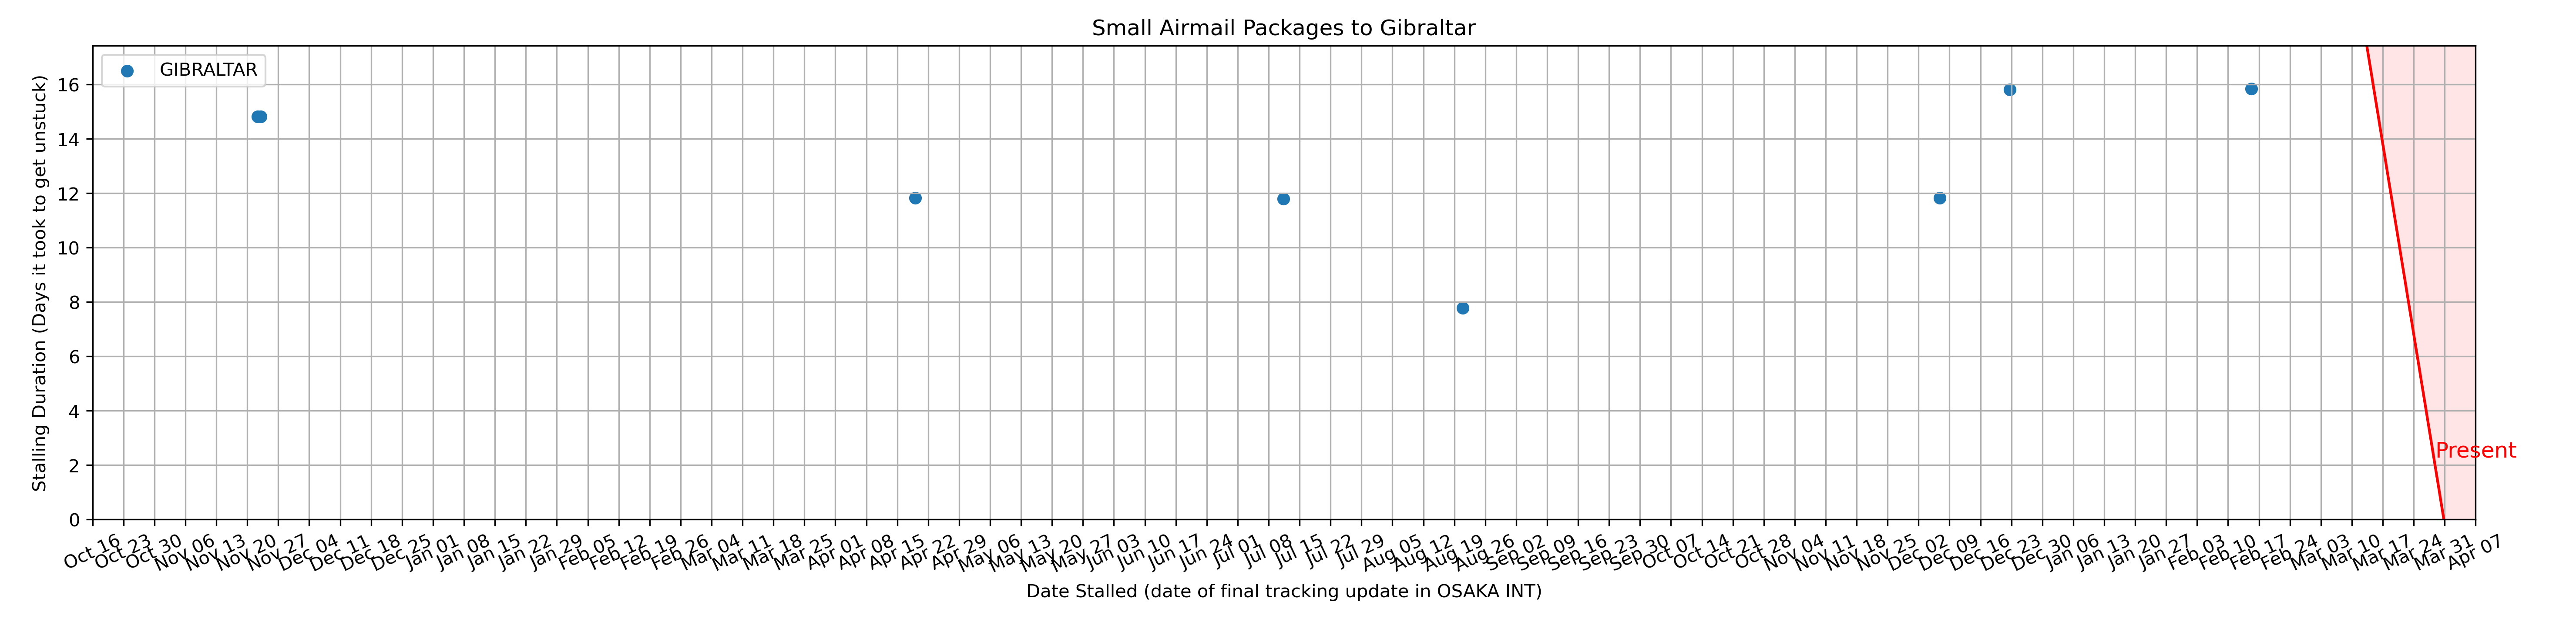 Small Airmail Packages to Gibraltar
GIBRALTAR
Stalling Duration (Days it took to get unstuck)
16
14
12
10
8
6
4
2
0
Present
Oct 16 Oct 23 Oct 30 Nov 06 Nov 13 Nov 20 Nov 27 Dec 04 Dec 11 Dec 18 Dec 25 Jan 01 Jan 08 Jan 15 Jan 22 Jan 29 Feb 05 Feb 12 Feb 19 Feb 26 Mar 04 Mar 11 Mar 18 Mar 25 Apr 01 Apr 08 Apr 15 Apr 22 Apr 29 May 06 May 13 May 20 May 27 Jun 03 Jun 10 Jun 17 Jun 24 Jul 01 Jul 08 Jul 15 Jul 22 Jul 29 Aug 05 Aug 12 Aug 19 Aug 26 Sep 02 Sep 09 Sep 16 Sep 23 Sep 30 Oct 07 Oct 14 Oct 21 Oct 28 Nov 04 Nov 11 Nov 18 Nov 25 Dec 02 Dec 09 Dec 16 Dec 23 Dec 30 Jan 06 Jan 13 Jan 20 Jan 27 Feb 03 Feb 10 Feb 17 Feb 24 Mar 03 Mar 10 Mar 17 Mar 24 Mar 31 Apr 07
Date Stalled (date of final tracking update in OSAKA INT)